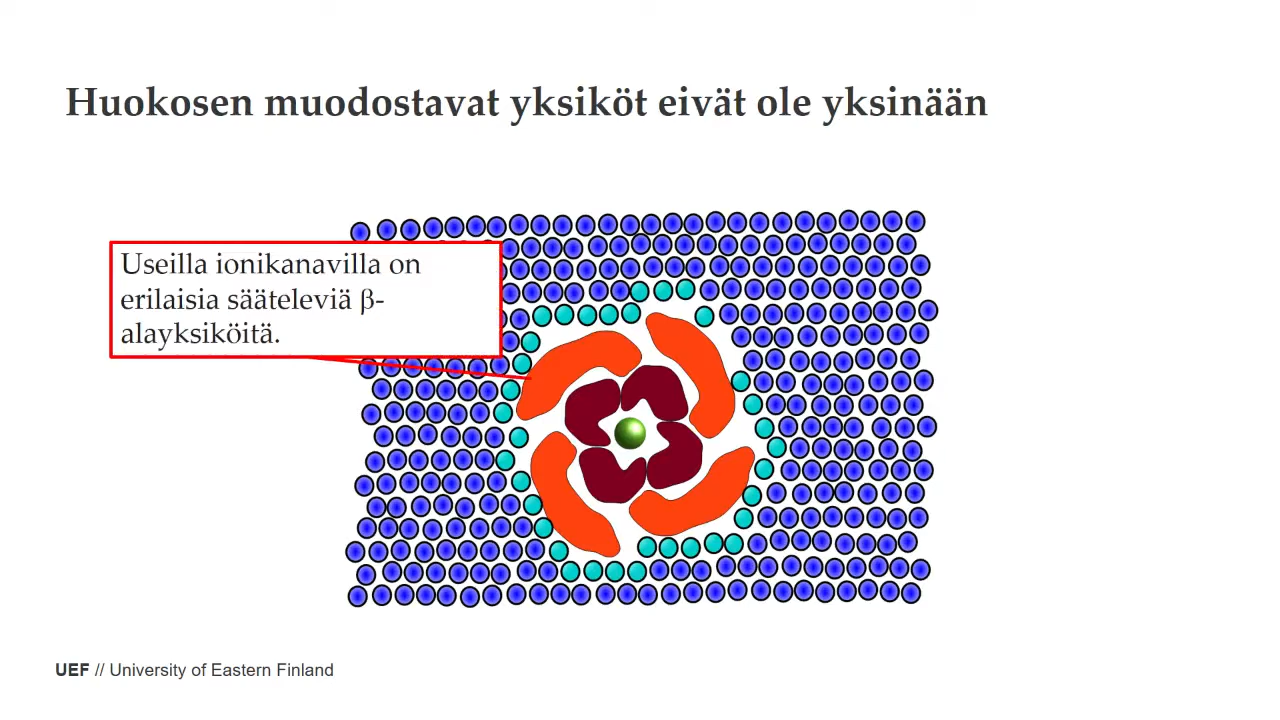 Huokosen muodostavat yksiköt eivät ole yksinään
Useilla ionikanavilla on
erilaisia sääteleviä β-
alayksiköitä.
UEF // University of Eastern Finland